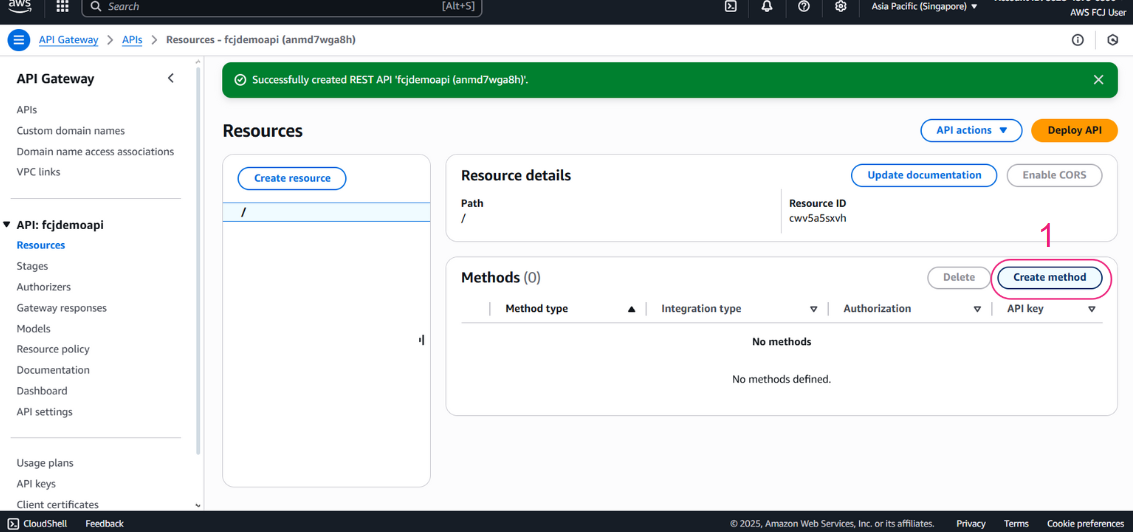 aws
Search [Alt+S]
Asia Pacific (Singapore)
AWS FCJ User
API Gateway > APIs > Resources - fcjdemoapi (anmd7wga8h)
API Gateway
APIs
Custom domain names
Domain name access associations
VPC links
API: fcjdemoapi
Resources
Stages
Authorizers
Gateway responses
Models
Resource policy
Documentation
Dashboard
API settings
Usage plans
API keys
Client certificates
Successfully created REST API 'fcjdemoapi (anmd7wga8h)'.
Resources
API actions
Deploy API
Create resource
/
Resource details
Update documentation
Enable CORS
Path
/
Resource ID
cwv5a5sxvh
1
Methods (0)
Delete
Create method
Method type Integration type Authorization API key
No methods
No methods defined.
CloudShell Feedback © 2025, Amazon Web Services, Inc. or its affiliates. Privacy Terms Cookie preferences